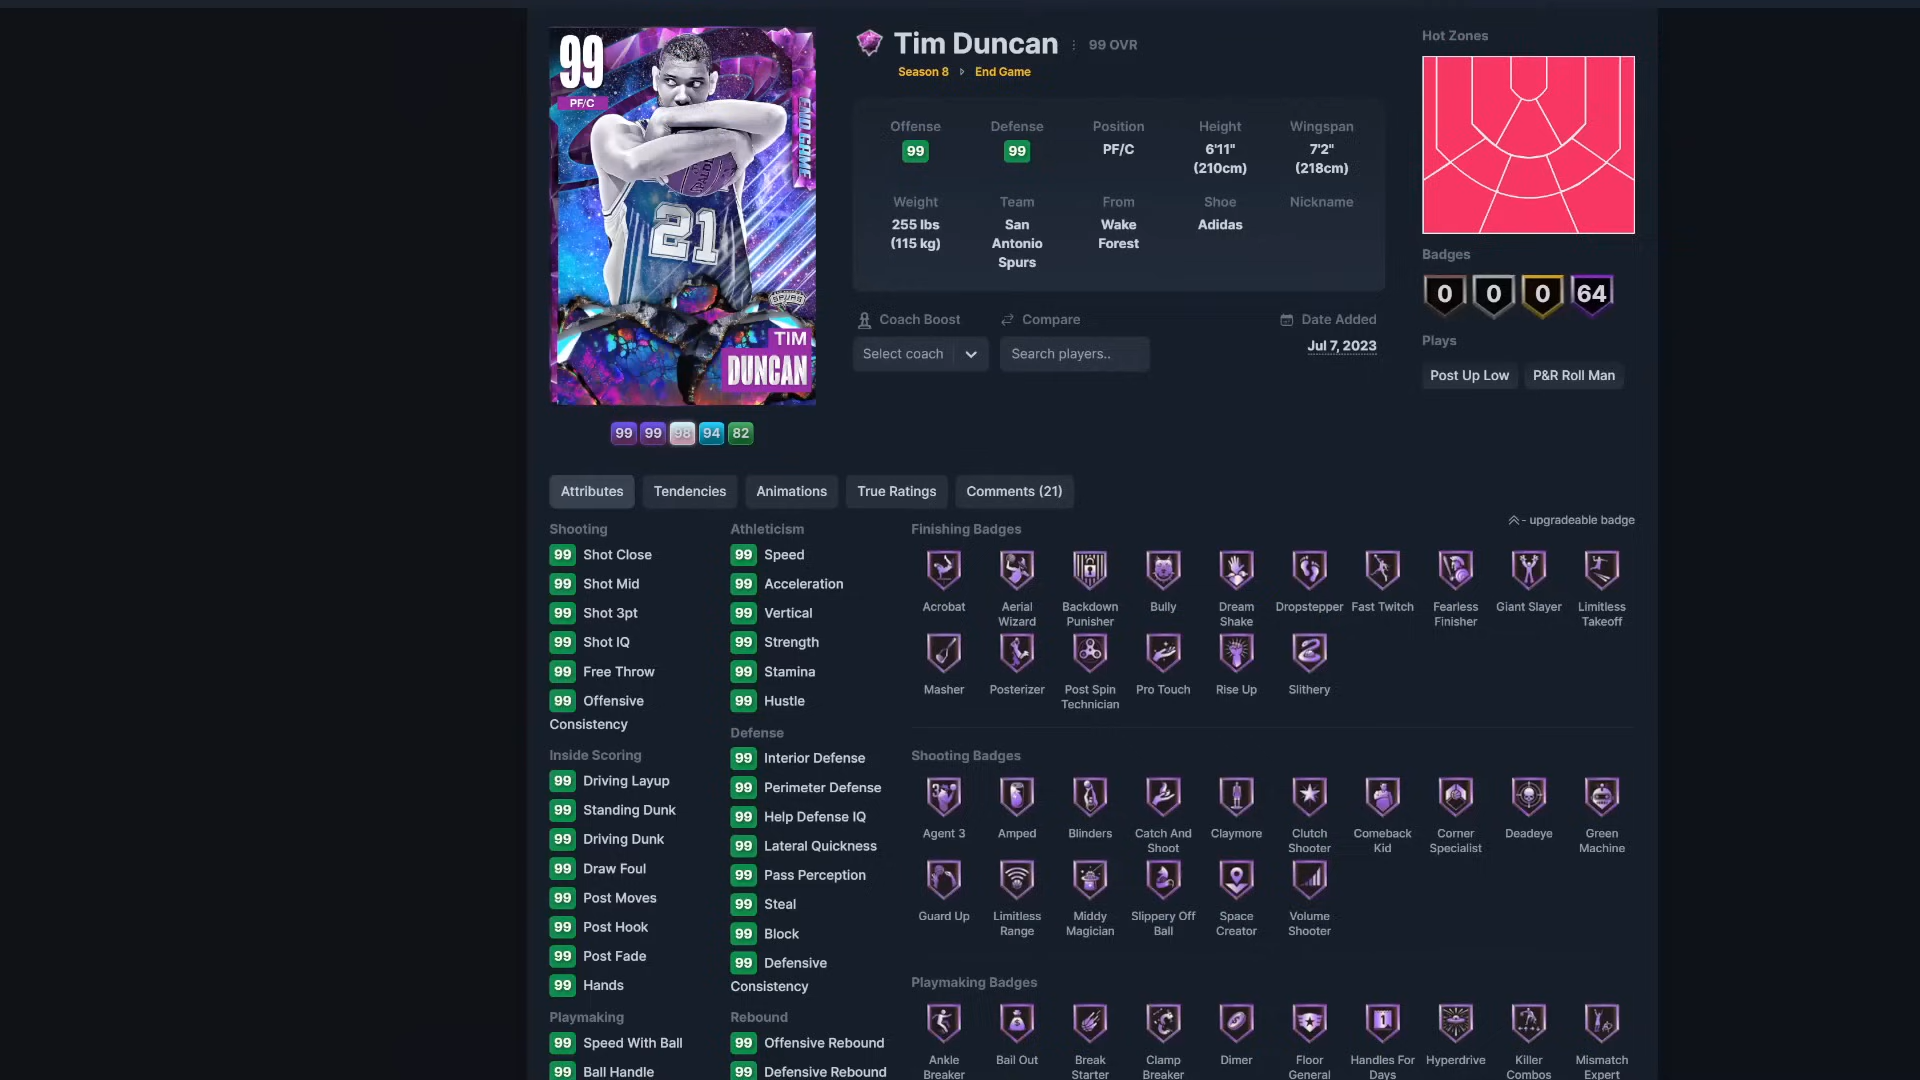 99
PF/C
END GAME
SPALDING
21
SPURS
TIM
DUNCAN
99 99 98 94 82
Tim Duncan
99 OVR
Season 8
End Game
Offense
99
Defense
99
Position
PF/C
Height
6'11"
(210cm)
Wingspan
7'2"
(218cm)
Weight
255 lbs
(115 kg)
Team
San
Antonio
Spurs
From
Wake
Forest
Shoe
Adidas
Nickname
Coach Boost
Select coach
Compare
Search players..
Date Added
Jul 7, 2023
Hot Zones
Badges
0 0 0 64
Plays
Post Up Low
P&R Roll Man
Attributes
Tendencies
Animations
True Ratings
Comments (21)
Shooting
99 Shot Close
99 Shot Mid
99 Shot 3pt
99 Shot IQ
99 Free Throw
99 Offensive
Consistency
Inside Scoring
99 Driving Layup
99 Standing Dunk
99 Driving Dunk
99 Draw Foul
99 Post Moves
99 Post Hook
99 Post Fade
99 Hands
Playmaking
99 Speed With Ball
99 Ball Handle
Athleticism
99 Speed
99 Acceleration
99 Vertical
99 Strength
99 Stamina
99 Hustle
Defense
99 Interior Defense
99 Perimeter Defense
99 Help Defense IQ
99 Lateral Quickness
99 Pass Perception
99 Steal
99 Block
99 Defensive
Consistency
Rebound
99 Offensive Rebound
99 Defensive Rebound
- upgradeable badge
Finishing Badges
Acrobat
Aerial
Wizard
Backdown
Punisher
Bully
Dream
Shake
Dropstepper
Fast Twitch
Fearless
Finisher
Giant Slayer
Limitless
Takeoff
Masher
Posterizer
Post Spin
Technician
Pro Touch
Rise Up
Slithery
Shooting Badges
3
Agent 3
Amped
Blinders
Catch And
Shoot
Claymore
Clutch
Shooter
Comeback
Kid
Corner
Specialist
Deadeye
Green
Machine
Guard Up
Limitless
Range
Middy
Magician
Slippery Off
Ball
Space
Creator
Volume
Shooter
Playmaking Badges
Ankle
Breaker
Bail Out
Break
Starter
Clamp
Breaker
Dimer
Floor
General
1
Handles For
Days
Hyperdrive
Killer
Combos
Mismatch
Expert